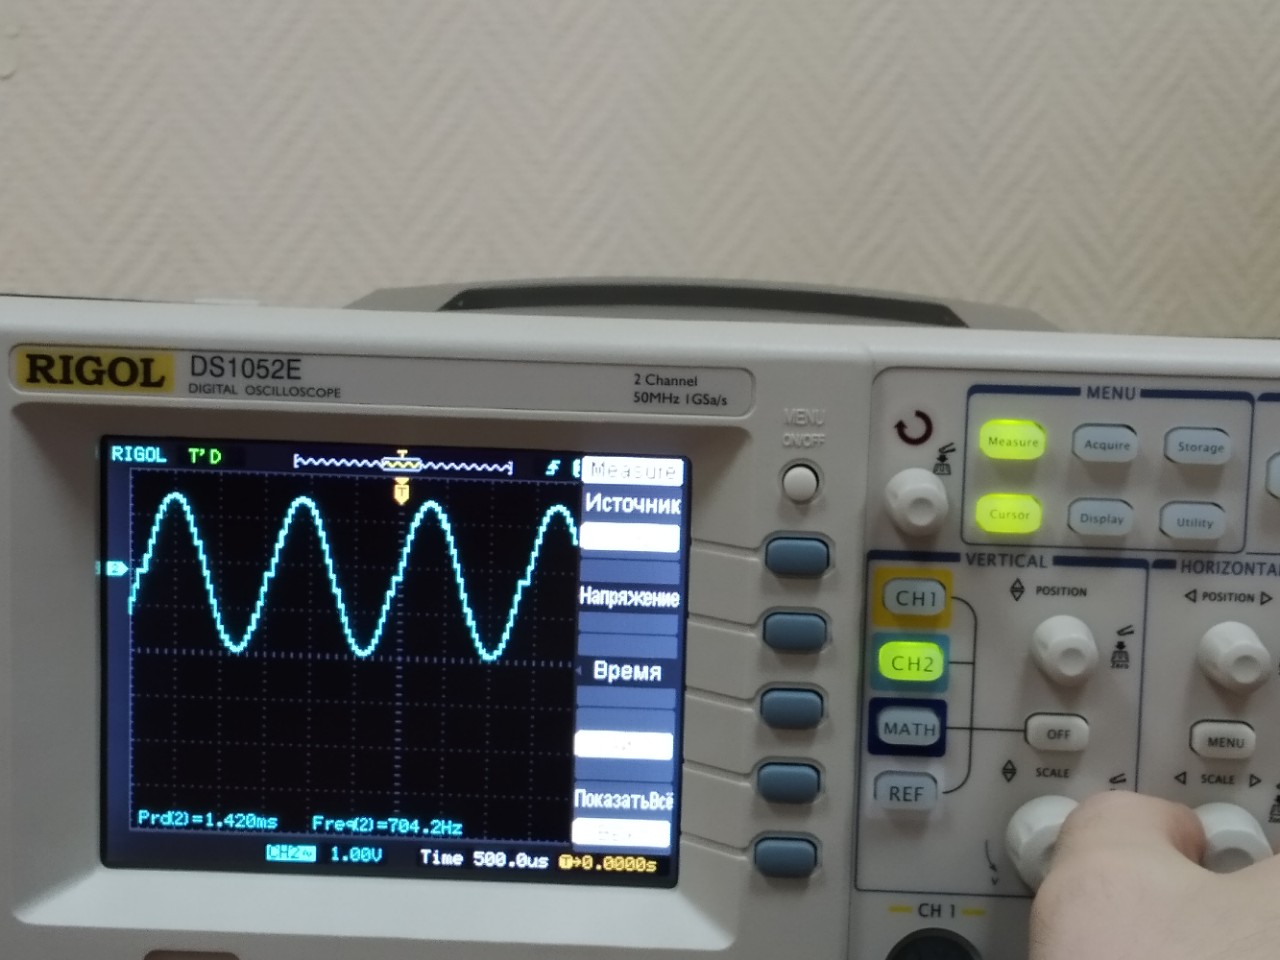 RIGOL DS1052E
DIGITAL OSCILLOSCOPE
2 Channel
50MHz 1GSa/s
MENU
ON/OFF
RIGOL T'D
Measure
Источник
Напряжение
Время
ПоказатьВсё
Prd(2)=1.420ms Freq(2)=704.2Hz
CH2 1.00V Time 500.0us T→0.0000s
MENU
Measure Acquire Storage
Cursor Display Utility
VERTICAL
CH1
CH2
MATH
REF
POSITION
OFF
SCALE
CH 1
HORIZONTAL
POSITION
MENU
SCALE